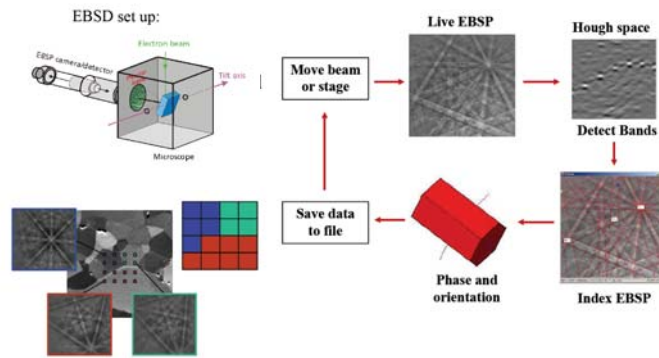 EBSD set up:
Electron beam
EBSP camera/detector
Tilt axis
Microscope
Move beam
or stage
Live EBSP
Hough space
Detect Bands
Index EBSP
Phase and
orientation
Save data
to file